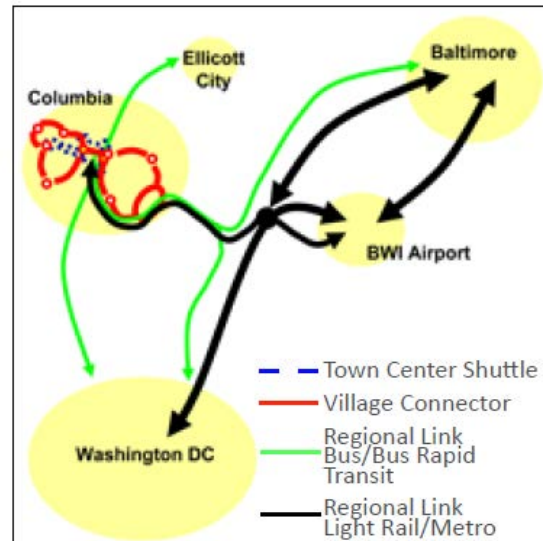 Baltimore
Ellicott
City
Columbia
BWI Airport
Washington DC
Town Center Shuttle
Village Connector
Regional Link
Bus/Bus Rapid
Transit
Regional Link
Light Rail/Metro